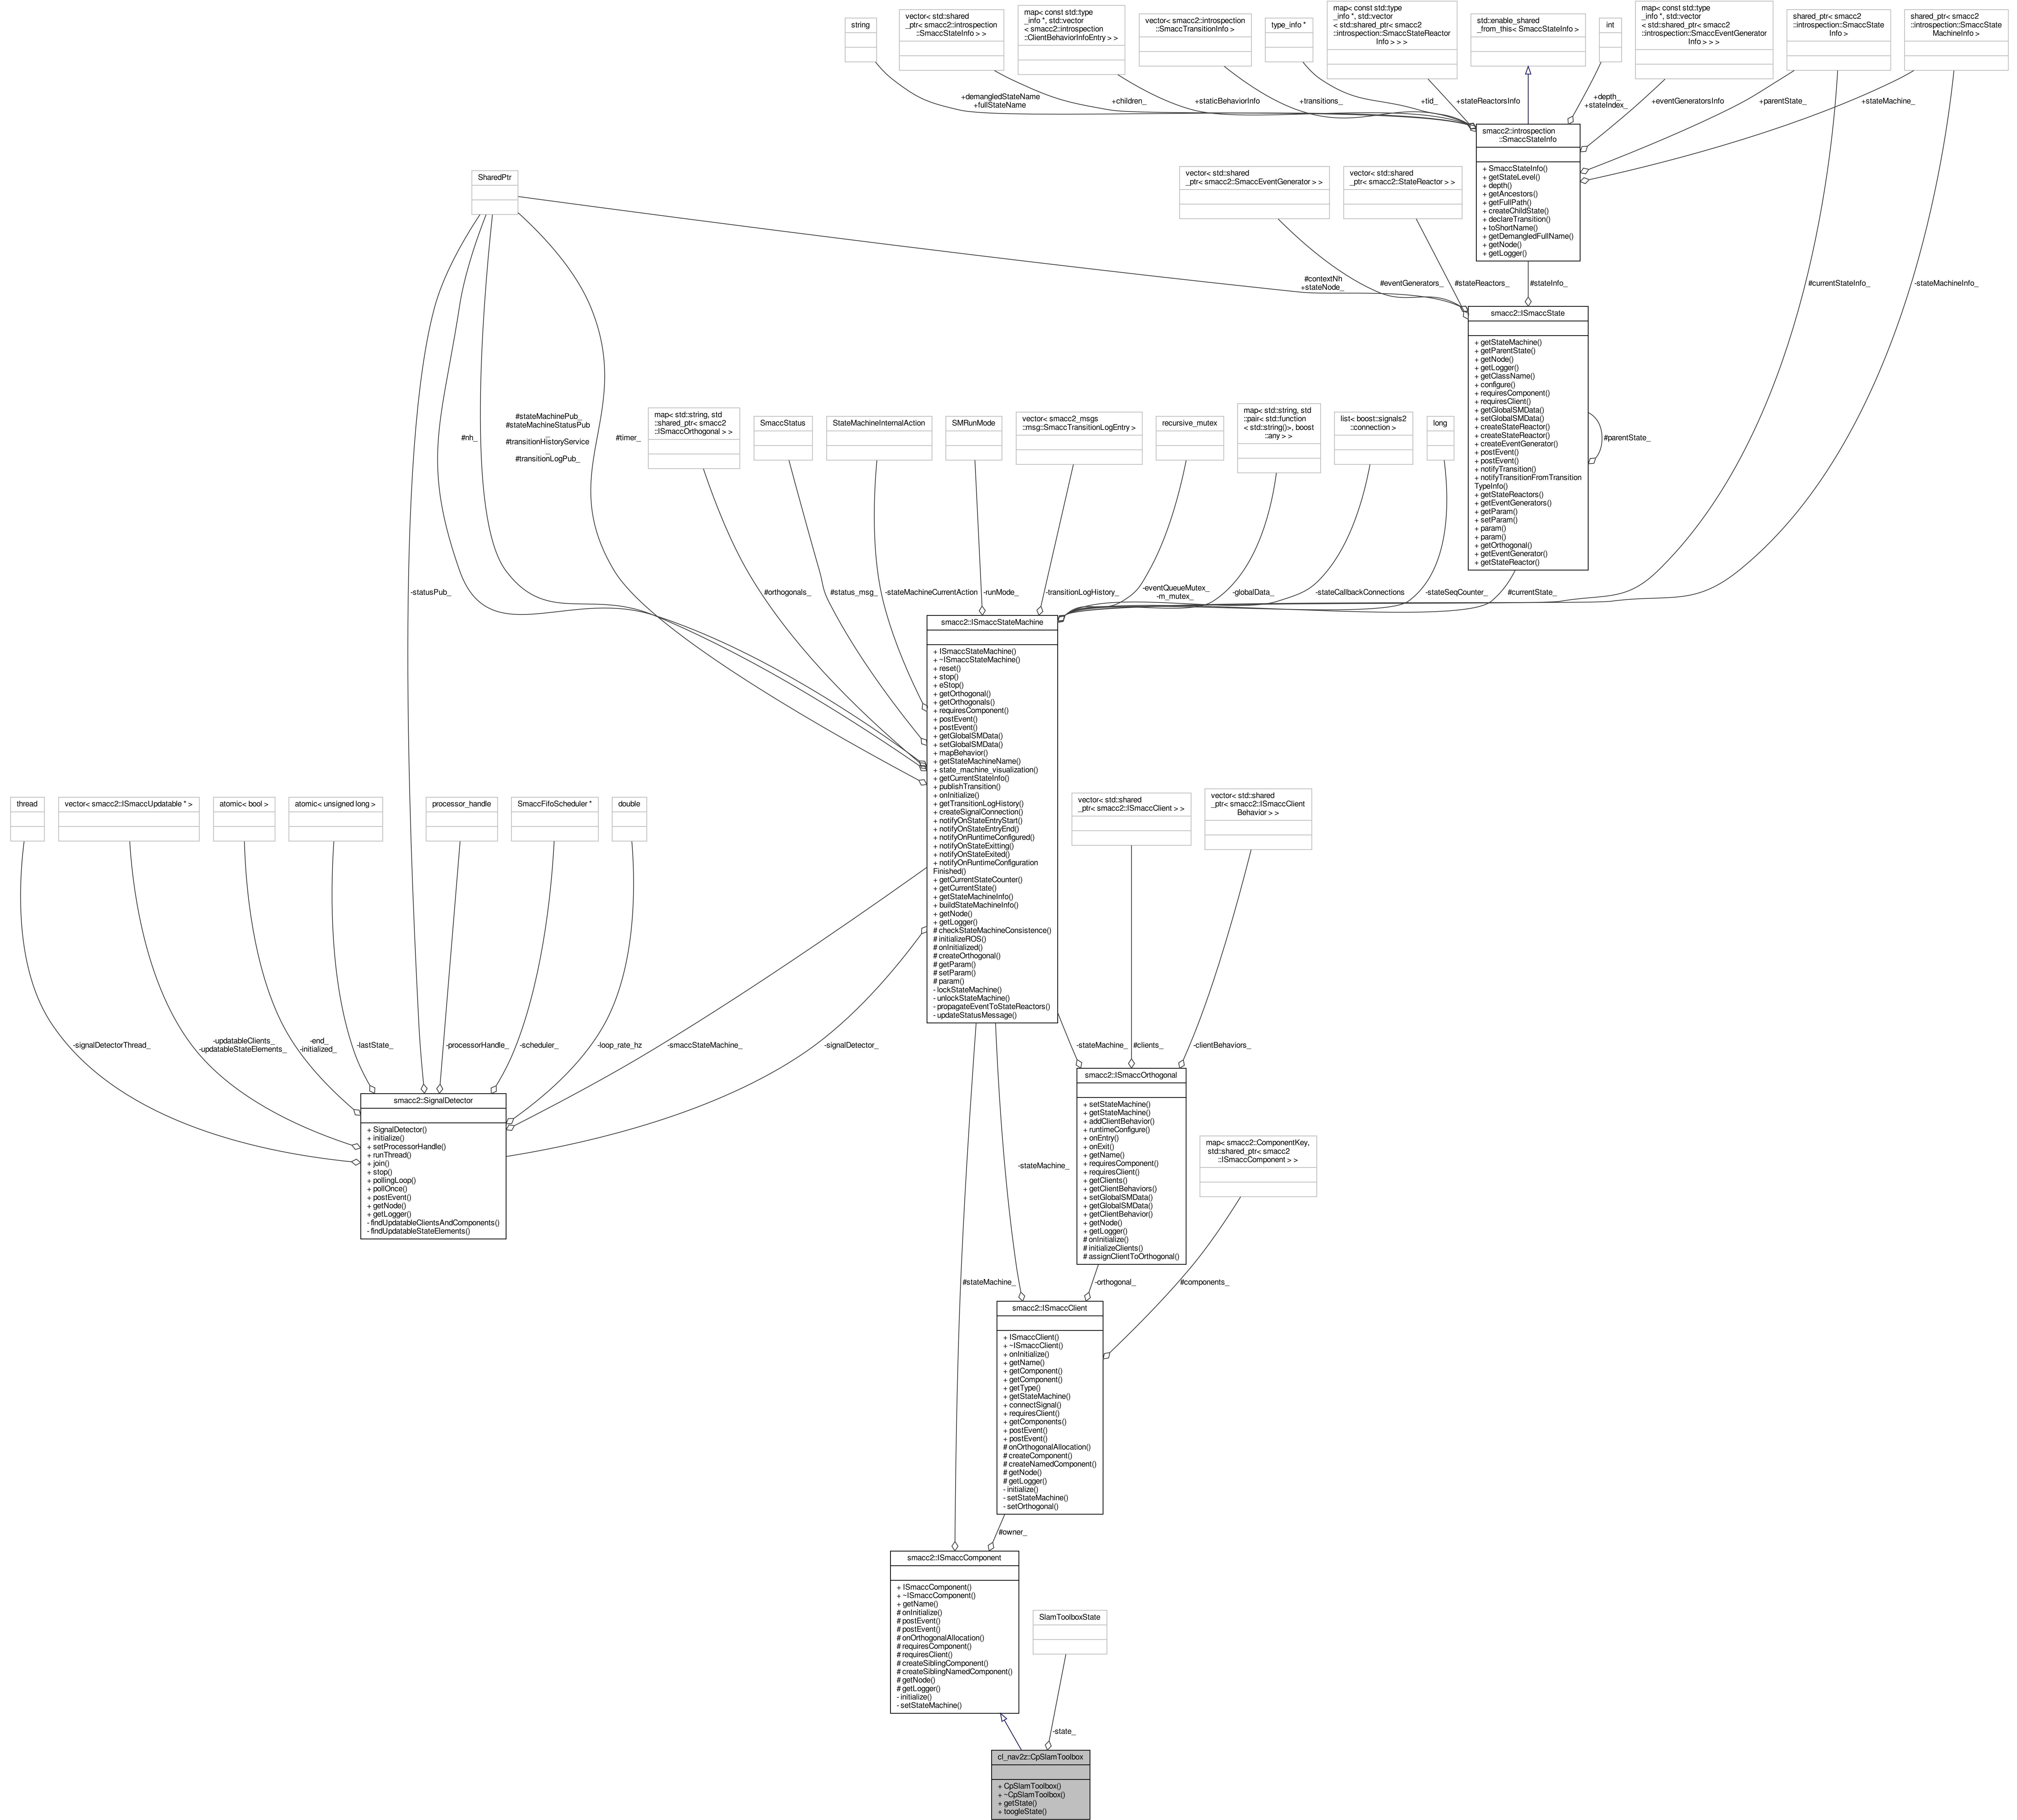 string
vector< std::shared
_ptr< smacc2::introspection
::SmaccStateInfo > >
map< const std::type
_info *, std::vector
< smacc2::introspection
::ClientBehaviorInfoEntry > >
vector< smacc2::introspection
::SmaccTransitionInfo >
type_info *
map< const std::type
_info *, std::vector
< std::shared_ptr< smacc2
::introspection::SmaccStateReactor
Info > > >
std::enable_shared
_from_this< SmaccStateInfo >
int
map< const std::type
_info *, std::vector
< std::shared_ptr< smacc2
::introspection::SmaccEventGenerator
Info > > >
shared_ptr< smacc2
::introspection::SmaccState
Info >
shared_ptr< smacc2
::introspection::SmaccState
MachineInfo >
+demangledStateName
+fullStateName
+children_
+staticBehaviorInfo
+transitions_
+tid_
+stateReactorsInfo
+depth_
+stateIndex_
+eventGeneratorsInfo
+parentState_
+stateMachine_
smacc2::introspection
::SmaccStateInfo
+ SmaccStateInfo()
+ getStateLevel()
+ depth()
+ getAncestors()
+ getFullPath()
+ createChildState()
+ declareTransition()
+ toShortName()
+ getDemangledFullName()
+ getNode()
+ getLogger()
SharedPtr
vector< std::shared
_ptr< smacc2::SmaccEventGenerator > >
vector< std::shared
_ptr< smacc2::StateReactor > >
#contextNh
+stateNode_
#eventGenerators_
#stateReactors_
#stateInfo_
#currentStateInfo_
-stateMachineInfo_
smacc2::ISmaccState
+ getStateMachine()
+ getParentState()
+ getNode()
+ getLogger()
+ getClassName()
+ configure()
+ requiresComponent()
+ requiresClient()
+ getGlobalSMData()
+ setGlobalSMData()
+ createStateReactor()
+ createStateReactor()
+ createEventGenerator()
+ postEvent()
+ postEvent()
+ notifyTransition()
+ notifyTransitionFromTransition
TypeInfo()
+ getStateReactors()
+ getEventGenerators()
+ getParam()
+ setParam()
+ param()
+ param()
+ getOrthogonal()
+ getEventGenerator()
+ getStateReactor()
#parentState_
#nh_
#stateMachinePub_
#stateMachineStatusPub
_
#transitionHistoryService
_
#transitionLogPub_
#timer_
map< std::string, std
::shared_ptr< smacc2
::ISmaccOrthogonal > >
SmaccStatus
StateMachineInternalAction
SMRunMode
vector< smacc2_msgs
::msg::SmaccTransitionLogEntry >
recursive_mutex
map< std::string, std
::pair< std::function
< std::string()>, boost
::any > >
list< boost::signals2
::connection >
long
-statusPub_
#orthogonals_
#status_msg_
-stateMachineCurrentAction
-runMode_
-transitionLogHistory_
-eventQueueMutex_
-m_mutex_
-globalData_
-stateCallbackConnections
-stateSeqCounter_
#currentState_
smacc2::ISmaccStateMachine
+ ISmaccStateMachine()
+ ~ISmaccStateMachine()
+ reset()
+ stop()
+ eStop()
+ getOrthogonal()
+ getOrthogonals()
+ requiresComponent()
+ postEvent()
+ postEvent()
+ getGlobalSMData()
+ setGlobalSMData()
+ mapBehavior()
+ getStateMachineName()
+ state_machine_visualization()
+ getCurrentStateInfo()
+ publishTransition()
+ onInitialize()
+ getTransitionLogHistory()
+ createSignalConnection()
+ notifyOnStateEntryStart()
+ notifyOnStateEntryEnd()
+ notifyOnRuntimeConfigured()
+ notifyOnStateExitting()
+ notifyOnStateExited()
+ notifyOnRuntimeConfiguration
Finished()
+ getCurrentStateCounter()
+ getCurrentState()
+ getStateMachineInfo()
+ buildStateMachineInfo()
+ getNode()
+ getLogger()
# checkStateMachineConsistence()
# initializeROS()
# onInitialized()
# createOrthogonal()
# getParam()
# setParam()
# param()
- lockStateMachine()
- unlockStateMachine()
- propagateEventToStateReactors()
- updateStatusMessage()
thread
vector< smacc2::ISmaccUpdatable * >
atomic< bool >
atomic< unsigned long >
processor_handle
SmaccFifoScheduler *
double
vector< std::shared
_ptr< smacc2::ISmaccClient > >
vector< std::shared
_ptr< smacc2::ISmaccClient
Behavior > >
-signalDetectorThread_
-updatableClients_
-updatableStateElements_
-end_
-initialized_
-lastState_
-processorHandle_
-scheduler_
-loop_rate_hz
-smaccStateMachine_
-signalDetector_
-stateMachine_
#clients_
-clientBehaviors_
smacc2::SignalDetector
+ SignalDetector()
+ initialize()
+ setProcessorHandle()
+ runThread()
+ join()
+ stop()
+ pollingLoop()
+ pollOnce()
+ postEvent()
+ getNode()
+ getLogger()
- findUpdatableClientsAndComponents()
- findUpdatableStateElements()
smacc2::ISmaccOrthogonal
+ setStateMachine()
+ getStateMachine()
+ addClientBehavior()
+ runtimeConfigure()
+ onEntry()
+ onExit()
+ getName()
+ requiresComponent()
+ requiresClient()
+ getClients()
+ getClientBehaviors()
+ setGlobalSMData()
+ getGlobalSMData()
+ getClientBehavior()
+ getNode()
+ getLogger()
# onInitialize()
# initializeClients()
# assignClientToOrthogonal()
map< smacc2::ComponentKey,
std::shared_ptr< smacc2
::ISmaccComponent > >
-stateMachine_
#stateMachine_
-orthogonal_
#components_
smacc2::ISmaccClient
+ ISmaccClient()
+ ~ISmaccClient()
+ onInitialize()
+ getName()
+ getComponent()
+ getComponent()
+ getType()
+ getStateMachine()
+ connectSignal()
+ requiresClient()
+ getComponents()
+ postEvent()
+ postEvent()
# onOrthogonalAllocation()
# createComponent()
# createNamedComponent()
# getNode()
# getLogger()
- initialize()
- setStateMachine()
- setOrthogonal()
#owner_
smacc2::ISmaccComponent
+ ISmaccComponent()
+ ~ISmaccComponent()
+ getName()
# onInitialize()
# postEvent()
# postEvent()
# onOrthogonalAllocation()
# requiresComponent()
# requiresClient()
# createSiblingComponent()
# createSiblingNamedComponent()
# getNode()
# getLogger()
- initialize()
- setStateMachine()
SlamToolboxState
-state_
cl_nav2z::CpSlamToolbox
+ CpSlamToolbox()
+ ~CpSlamToolbox()
+ getState()
+ toogleState()